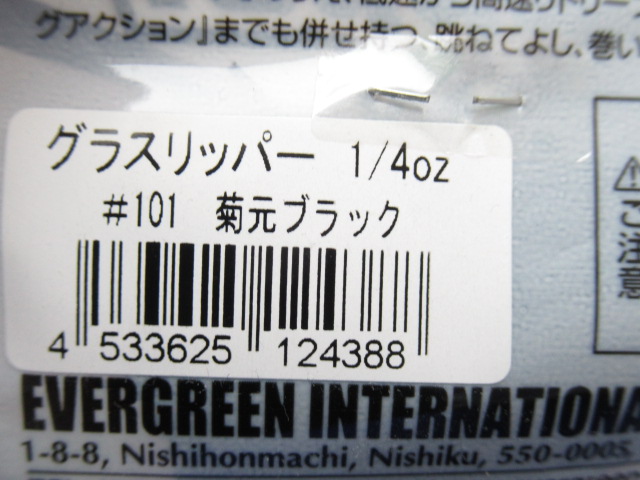 グアクション』までも併せ持つ、跳ねてよし、巻い
グラスリッパー 1/4oz
#101 菊元ブラック
4 533625 124388
EVERGREEN INTERNATIONA
1-8-8, Nishihonmachi, Nishiku, 550-0005